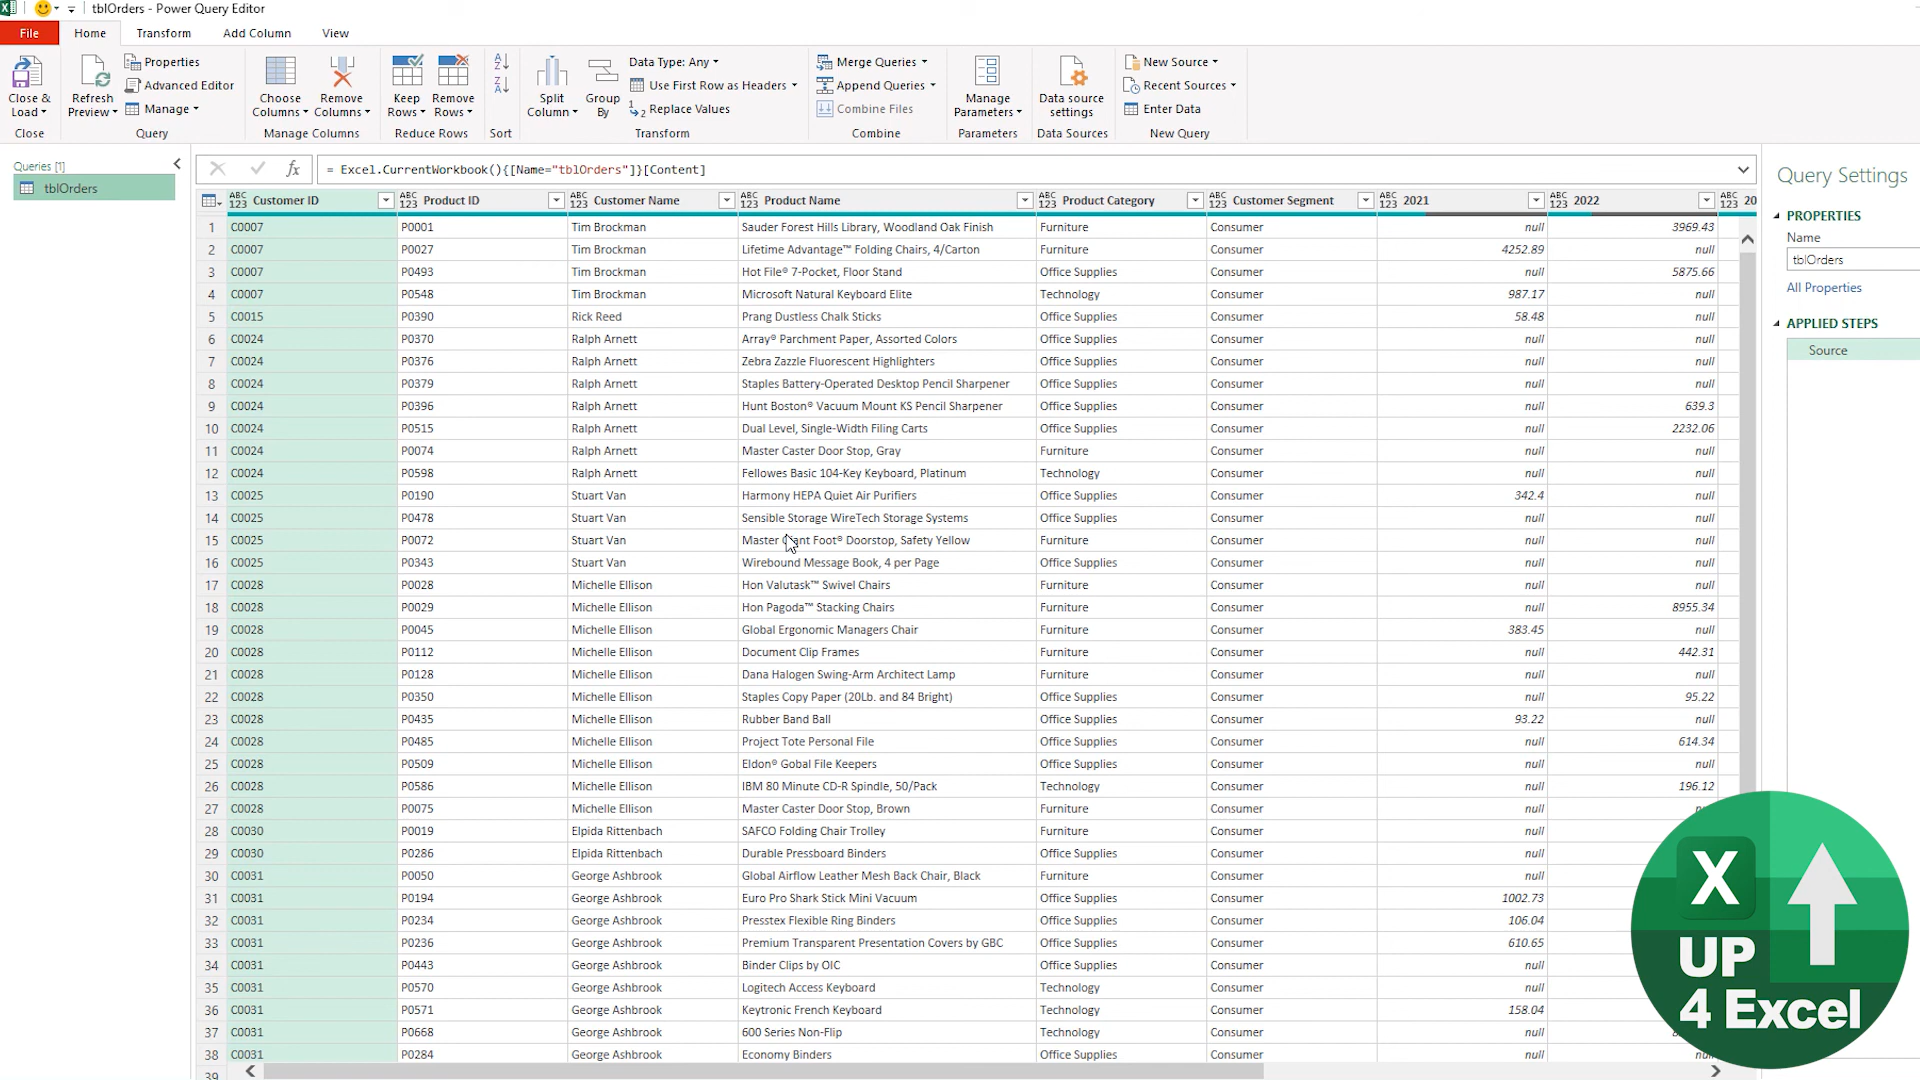 tblOrders - Power Query Editor
File Home Transform Add Column View
Close & Load
Close
Refresh Preview
Properties
Advanced Editor
Manage
Query
Choose Columns
Remove Columns
Manage Columns
Keep Rows
Remove Rows
Reduce Rows
Sort
Split Column
Group By
Data Type: Any
Use First Row as Headers
Replace Values
Transform
Merge Queries
Append Queries
Combine Files
Combine
Manage Parameters
Parameters
Data source settings
Data Sources
New Source
Recent Sources
Enter Data
New Query
Queries [1]
tblOrders
fx = Excel.CurrentWorkbook(){[Name="tblOrders"]}[Content]
ABC 123 Customer ID ABC 123 Product ID ABC 123 Customer Name ABC 123 Product Name ABC 123 Product Category ABC 123 Customer Segment ABC 123 2021 ABC 123 2022 ABC 123 20
1 C0007 P0001 Tim Brockman Sauder Forest Hills Library, Woodland Oak Finish Furniture Consumer null 3969.43
2 C0007 P0027 Tim Brockman Lifetime Advantage™ Folding Chairs, 4/Carton Furniture Consumer 4252.89 null
3 C0007 P0493 Tim Brockman Hot File® 7-Pocket, Floor Stand Office Supplies Consumer null 5875.66
4 C0007 P0548 Tim Brockman Microsoft Natural Keyboard Elite Technology Consumer 987.17 null
5 C0015 P0390 Rick Reed Prang Dustless Chalk Sticks Office Supplies Consumer 58.48 null
6 C0024 P0370 Ralph Arnett Array® Parchment Paper, Assorted Colors Office Supplies Consumer null null
7 C0024 P0376 Ralph Arnett Zebra Zazzle Fluorescent Highlighters Office Supplies Consumer null null
8 C0024 P0379 Ralph Arnett Staples Battery-Operated Desktop Pencil Sharpener Office Supplies Consumer null null
9 C0024 P0396 Ralph Arnett Hunt Boston® Vacuum Mount KS Pencil Sharpener Office Supplies Consumer null 639.3
10 C0024 P0515 Ralph Arnett Dual Level, Single-Width Filing Carts Office Supplies Consumer null 2232.06
11 C0024 P0074 Ralph Arnett Master Caster Door Stop, Gray Furniture Consumer null null
12 C0024 P0598 Ralph Arnett Fellowes Basic 104-Key Keyboard, Platinum Technology Consumer null null
13 C0025 P0190 Stuart Van Harmony HEPA Quiet Air Purifiers Office Supplies Consumer 342.4 null
14 C0025 P0478 Stuart Van Sensible Storage WireTech Storage Systems Office Supplies Consumer null null
15 C0025 P0072 Stuart Van Master Giant Foot® Doorstop, Safety Yellow Furniture Consumer null null
16 C0025 P0343 Stuart Van Wirebound Message Book, 4 per Page Office Supplies Consumer null null
17 C0028 P0028 Michelle Ellison Hon Valutask™ Swivel Chairs Furniture Consumer null null
18 C0028 P0029 Michelle Ellison Hon Pagoda™ Stacking Chairs Furniture Consumer null 8955.34
19 C0028 P0045 Michelle Ellison Global Ergonomic Managers Chair Furniture Consumer 383.45 null
20 C0028 P0112 Michelle Ellison Document Clip Frames Furniture Consumer null 442.31
21 C0028 P0128 Michelle Ellison Dana Halogen Swing-Arm Architect Lamp Furniture Consumer null null
22 C0028 P0350 Michelle Ellison Staples Copy Paper (20Lb. and 84 Bright) Office Supplies Consumer null 95.22
23 C0028 P0435 Michelle Ellison Rubber Band Ball Office Supplies Consumer 93.22 null
24 C0028 P0485 Michelle Ellison Project Tote Personal File Office Supplies Consumer null 614.34
25 C0028 P0509 Michelle Ellison Eldon® Gobal File Keepers Office Supplies Consumer null null
26 C0028 P0586 Michelle Ellison IBM 80 Minute CD-R Spindle, 50/Pack Technology Consumer null 196.12
27 C0028 P0075 Michelle Ellison Master Caster Door Stop, Brown Furniture Consumer null
28 C0030 P0019 Elpida Rittenbach SAFCO Folding Chair Trolley Furniture Consumer null
29 C0030 P0286 Elpida Rittenbach Durable Pressboard Binders Office Supplies Consumer null
30 C0031 P0050 George Ashbrook Global Airflow Leather Mesh Back Chair, Black Furniture Consumer null
31 C0031 P0194 George Ashbrook Euro Pro Shark Stick Mini Vacuum Office Supplies Consumer 1002.73
32 C0031 P0234 George Ashbrook Presstex Flexible Ring Binders Office Supplies Consumer 106.04
33 C0031 P0236 George Ashbrook Premium Transparent Presentation Covers by GBC Office Supplies Consumer 610.65
34 C0031 P0443 George Ashbrook Binder Clips by OIC Office Supplies Consumer null
35 C0031 P0570 George Ashbrook Logitech Access Keyboard Technology Consumer null
36 C0031 P0571 George Ashbrook Keytronic French Keyboard Technology Consumer 158.04
37 C0031 P0668 George Ashbrook 600 Series Non-Flip Technology Consumer null
38 C0031 P0284 George Ashbrook Economy Binders Office Supplies Consumer null
39
Query Settings
PROPERTIES
Name
tblOrders
All Properties
APPLIED STEPS
Source
X
UP
4 Excel